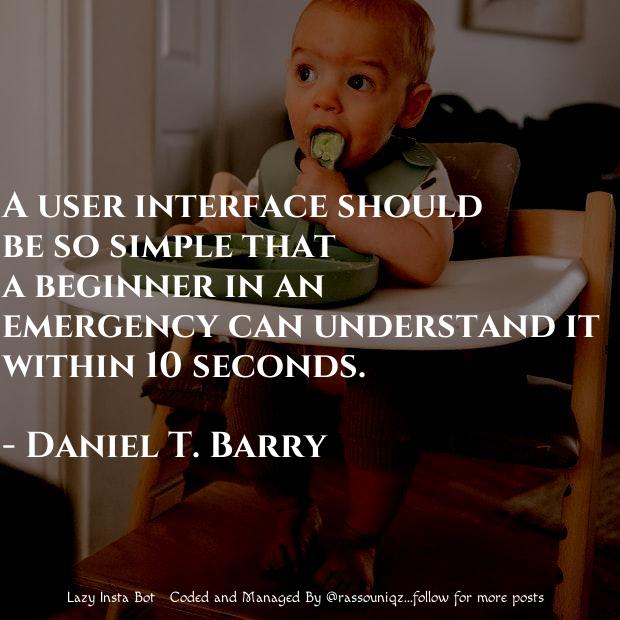 A USER INTERFACE SHOULD
BE SO SIMPLE THAT
A BEGINNER IN AN
EMERGENCY CAN UNDERSTAND IT
WITHIN 10 SECONDS.
- DANIEL T. BARRY
Lazy Insta Bot Coded and Managed By @rassouniqz...follow for more posts